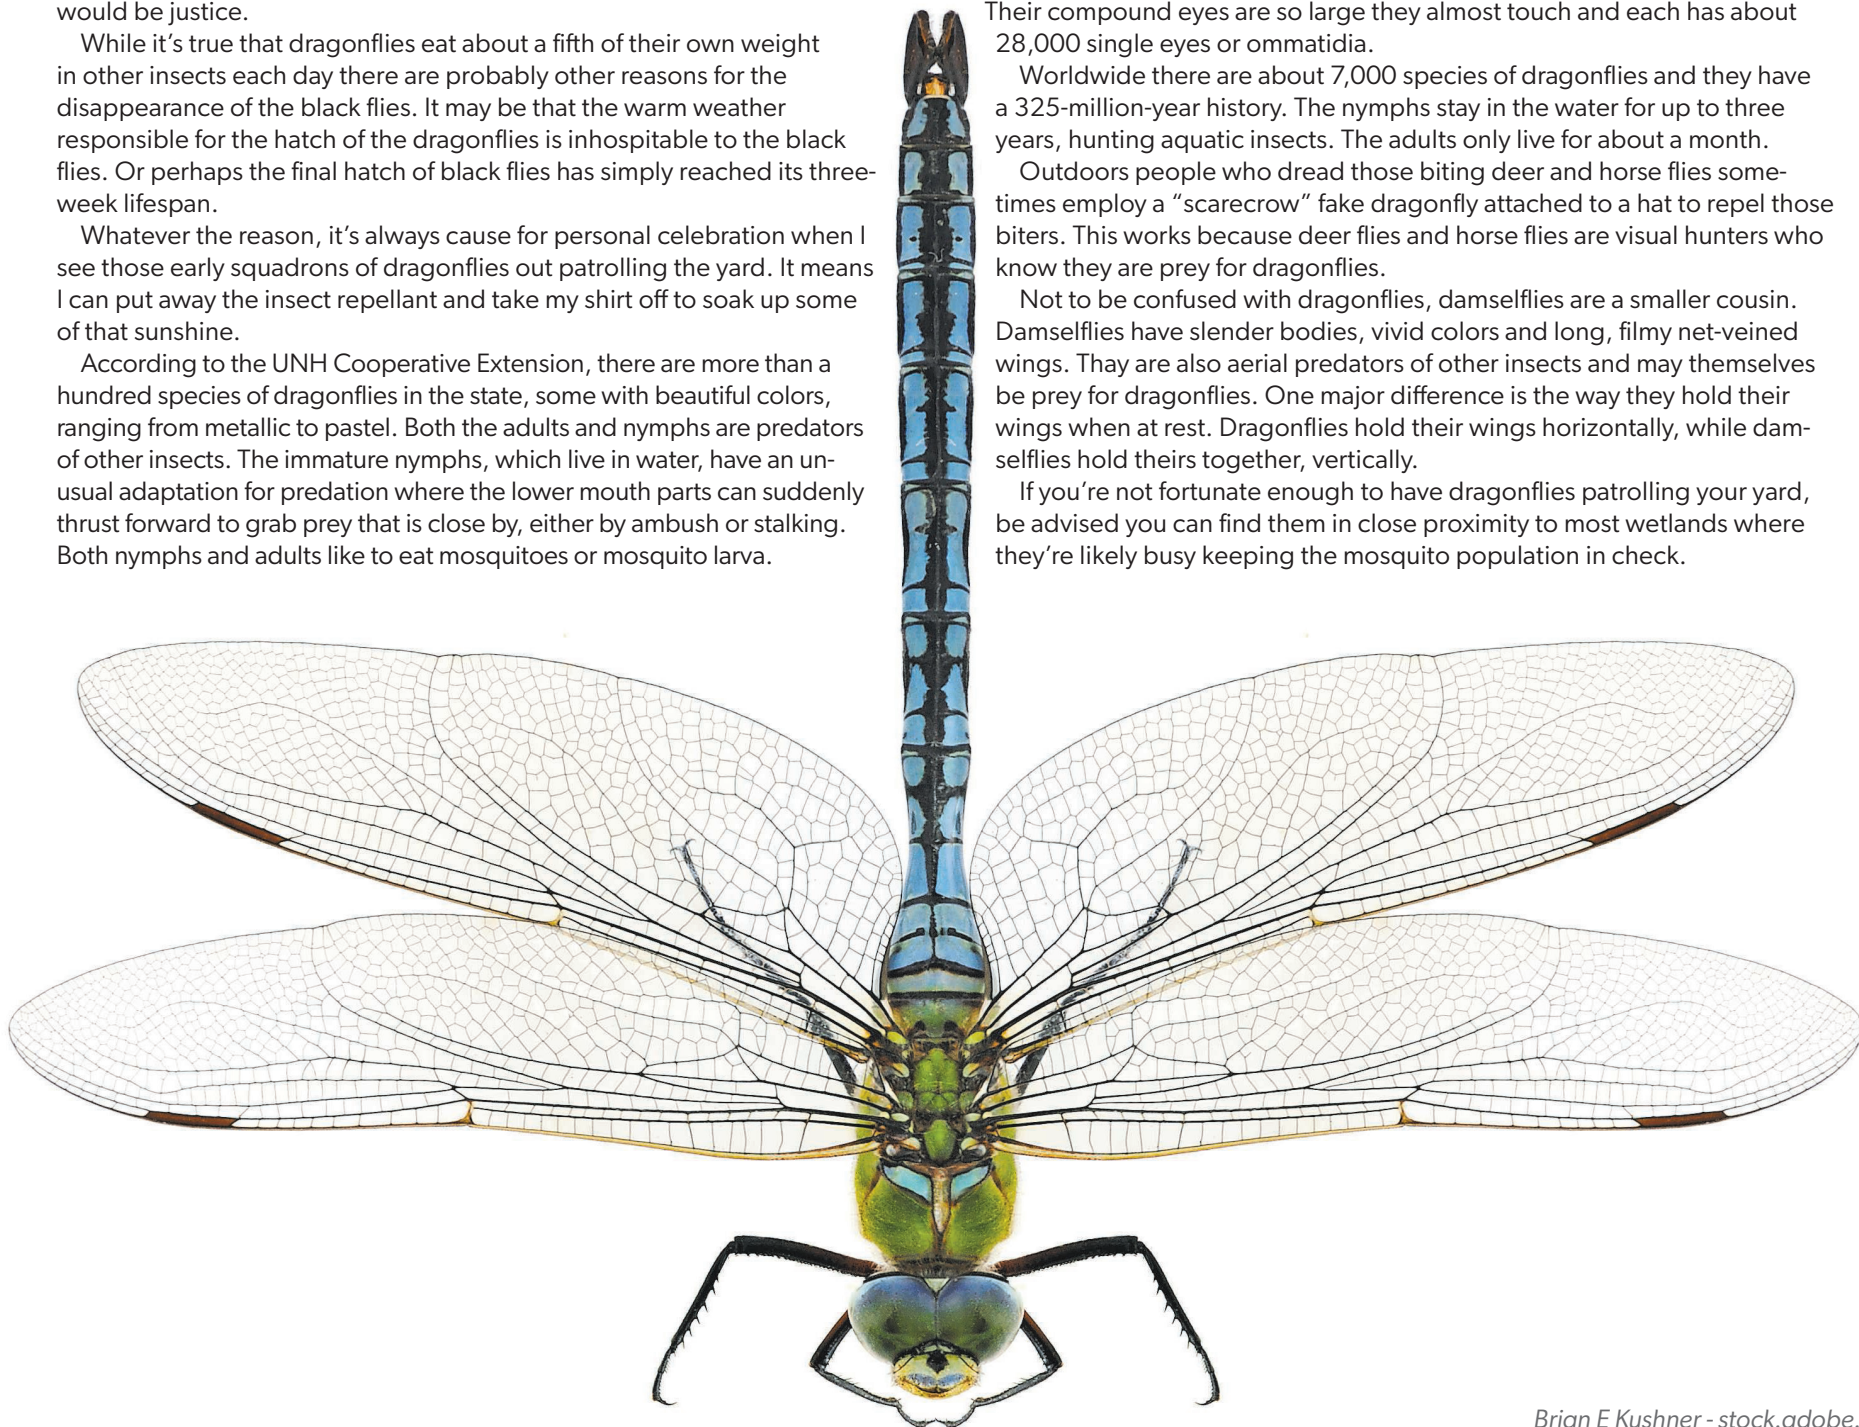 would be justice.
While it's true that dragonflies eat about a fifth of their own weight
in other insects each day there are probably other reasons for the
disappearance of the black flies. It may be that the warm weather
responsible for the hatch of the dragonflies is inhospitable to the black
flies. Or perhaps the final hatch of black flies has simply reached its three-
week lifespan.
Whatever the reason, it's always cause for personal celebration when I
see those early squadrons of dragonflies out patrolling the yard. It means
I can put away the insect repellant and take my shirt off to soak up some
of that sunshine.
According to the UNH Cooperative Extension, there are more than a
hundred species of dragonflies in the state, some with beautiful colors,
ranging from metallic to pastel. Both the adults and nymphs are predators
of other insects. The immature nymphs, which live in water, have an un-
usual adaptation for predation where the lower mouth parts can suddenly
thrust forward to grab prey that is close by, either by ambush or stalking.
Both nymphs and adults like to eat mosquitoes or mosquito larva.
Their compound eyes are so large they almost touch and each has about
28,000 single eyes or ommatidia.
Worldwide there are about 7,000 species of dragonflies and they have
a 325-million-year history. The nymphs stay in the water for up to three
years, hunting aquatic insects. The adults only live for about a month.
Outdoors people who dread those biting deer and horse flies some-
times employ a “scarecrow” fake dragonfly attached to a hat to repel those
biters. This works because deer flies and horse flies are visual hunters who
know they are prey for dragonflies.
Not to be confused with dragonflies, damselflies are a smaller cousin.
Damselflies have slender bodies, vivid colors and long, filmy net-veined
wings. Thay are also aerial predators of other insects and may themselves
be prey for dragonflies. One major difference is the way they hold their
wings when at rest. Dragonflies hold their wings horizontally, while dam-
selflies hold theirs together, vertically.
If you're not fortunate enough to have dragonflies patrolling your yard,
be advised you can find them in close proximity to most wetlands where
they're likely busy keeping the mosquito population in check.
Brian E Kushner - stock.adobe.